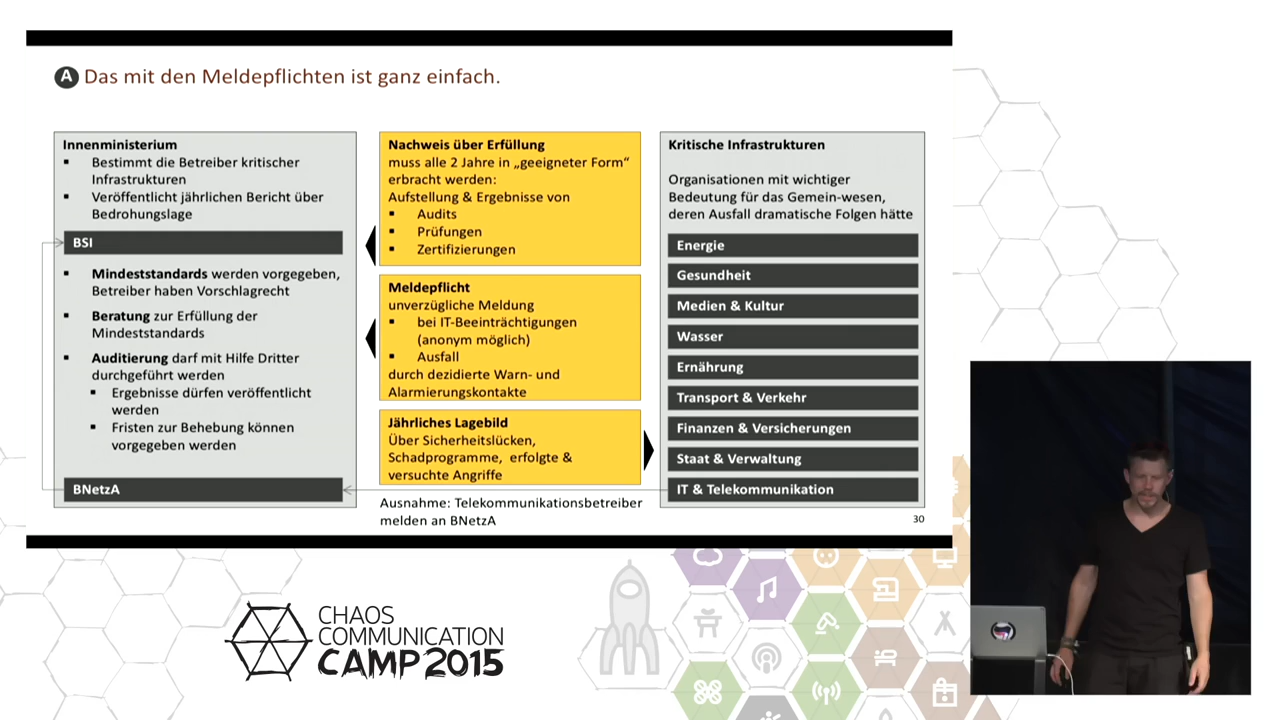 A Das mit den Meldepflichten ist ganz einfach.
Innenministerium
▪ Bestimmt die Betreiber kritischer
Infrastrukturen
▪ Veröffentlicht jährlichen Bericht über
Bedrohungslage
BSI
▪ Mindeststandards werden vorgegeben,
Betreiber haben Vorschlagrecht
▪ Beratung zur Erfüllung der
Mindeststandards
▪ Auditierung darf mit Hilfe Dritter
durchgeführt werden
▪ Ergebnisse dürfen veröffentlicht
werden
▪ Fristen zur Behebung können
vorgegeben werden
BNetzA
Nachweis über Erfüllung
muss alle 2 Jahre in „geeigneter Form“
erbracht werden:
Aufstellung & Ergebnisse von
▪ Audits
▪ Prüfungen
▪ Zertifizierungen
Meldepflicht
unverzügliche Meldung
▪ bei IT-Beeinträchtigungen
(anonym möglich)
▪ Ausfall
durch dezidierte Warn- und
Alarmierungskontakte
Jährliches Lagebild
Über Sicherheitslücken,
Schadprogramme, erfolgte &
versuchte Angriffe
Ausnahme: Telekommunikationsbetreiber
melden an BNetzA
Kritische Infrastrukturen
Organisationen mit wichtiger
Bedeutung für das Gemein-wesen,
deren Ausfall dramatische Folgen hätte
Energie
Gesundheit
Medien & Kultur
Wasser
Ernährung
Transport & Verkehr
Finanzen & Versicherungen
Staat & Verwaltung
IT & Telekommunikation
30
CHAOS
COMMUNICATION
CAMP 2015